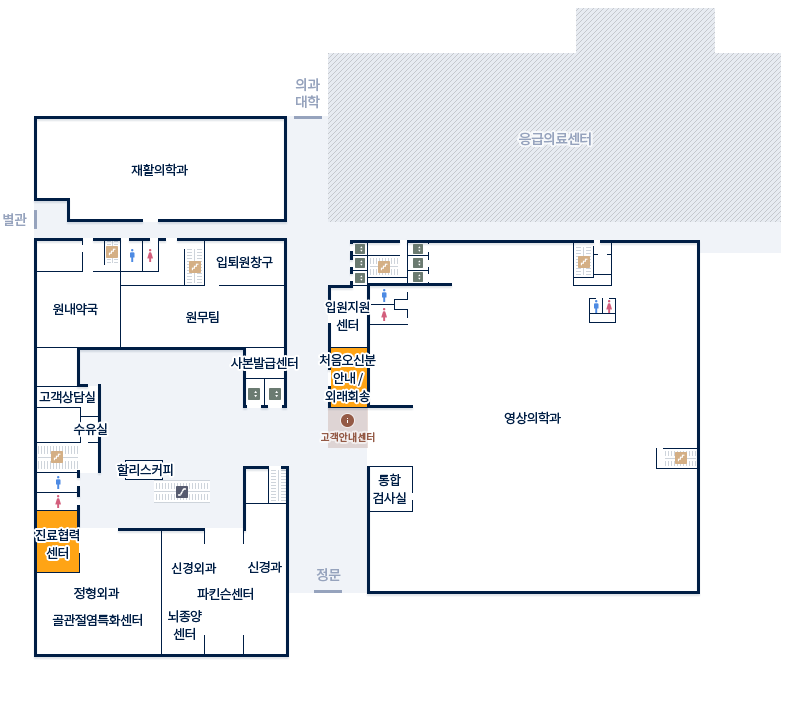 의과
대학
응급의료센터
재활의학과
별관
입퇴원창구
원내약국
원무팀
입원지원
센터
사본발급센터
처음오신분
안내 /
외래회송
고객상담실
수유실
고객안내센터
영상의학과
할리스커피
통합
검사실
진료협력
센터
신경외과
신경과
정문
정형외과
파킨슨센터
골관절염특화센터
뇌종양
센터